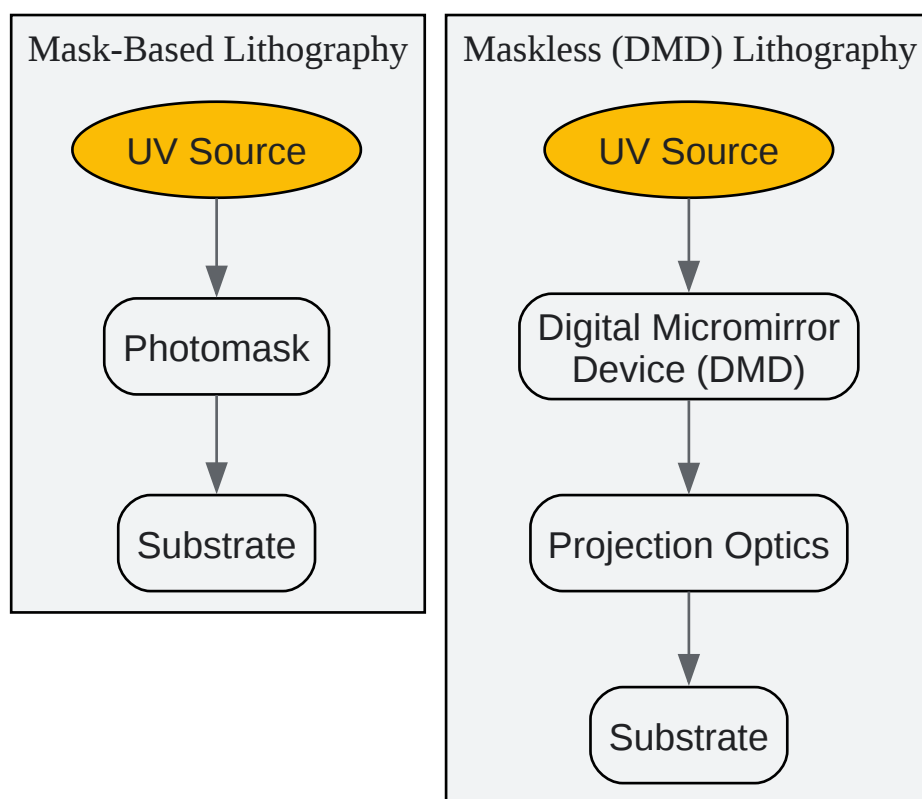 Mask-Based Lithography
UV Source
Photomask
Substrate
Maskless (DMD) Lithography
UV Source
Digital Micromirror
Device (DMD)
Projection Optics
Substrate